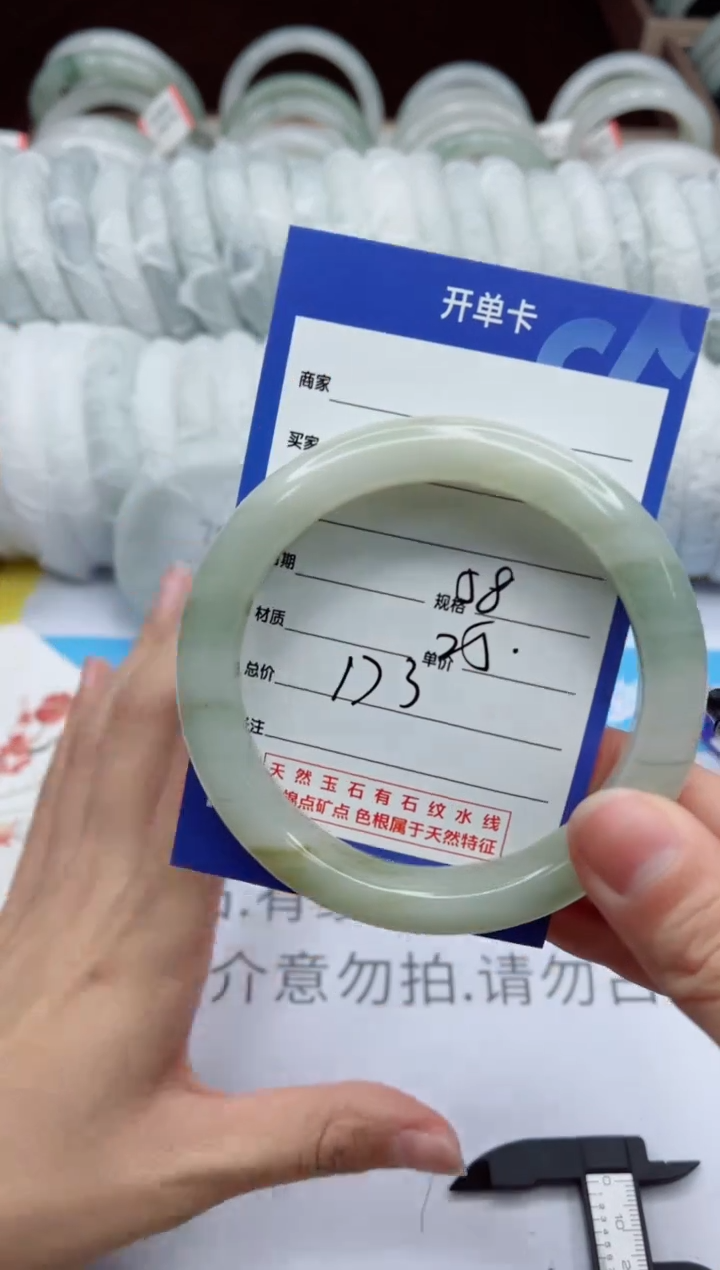 开单卡
商家
买家
期
规格 58
材质
单价 25.
总价 173
注
天然玉石有石纹水线
棉点矿点 色根属于天然特征
.有
介意勿拍.请勿